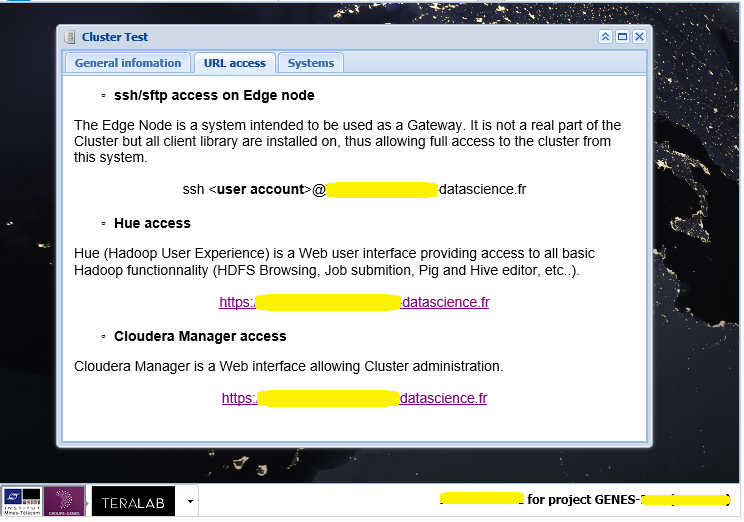 Cluster Test
General infomation
URL access
Systems
ssh/sftp access on Edge node
The Edge Node is a system intended to be used as a Gateway. It is not a real part of the
Cluster but all client library are installed on, thus allowing full access to the cluster from
this system.
ssh <user account>@ datascience.fr
Hue access
Hue (Hadoop User Experience) is a Web user interface providing access to all basic
Hadoop functionnality (HDFS Browsing, Job submition, Pig and Hive editor, etc..).
https: -datascience.fr
Cloudera Manager access
Cloudera Manager is a Web interface allowing Cluster administration.
https: datascience.fr
INSTITUT
Mines-Télécom
GROUPE GENES
TERALAB
for project GENES-